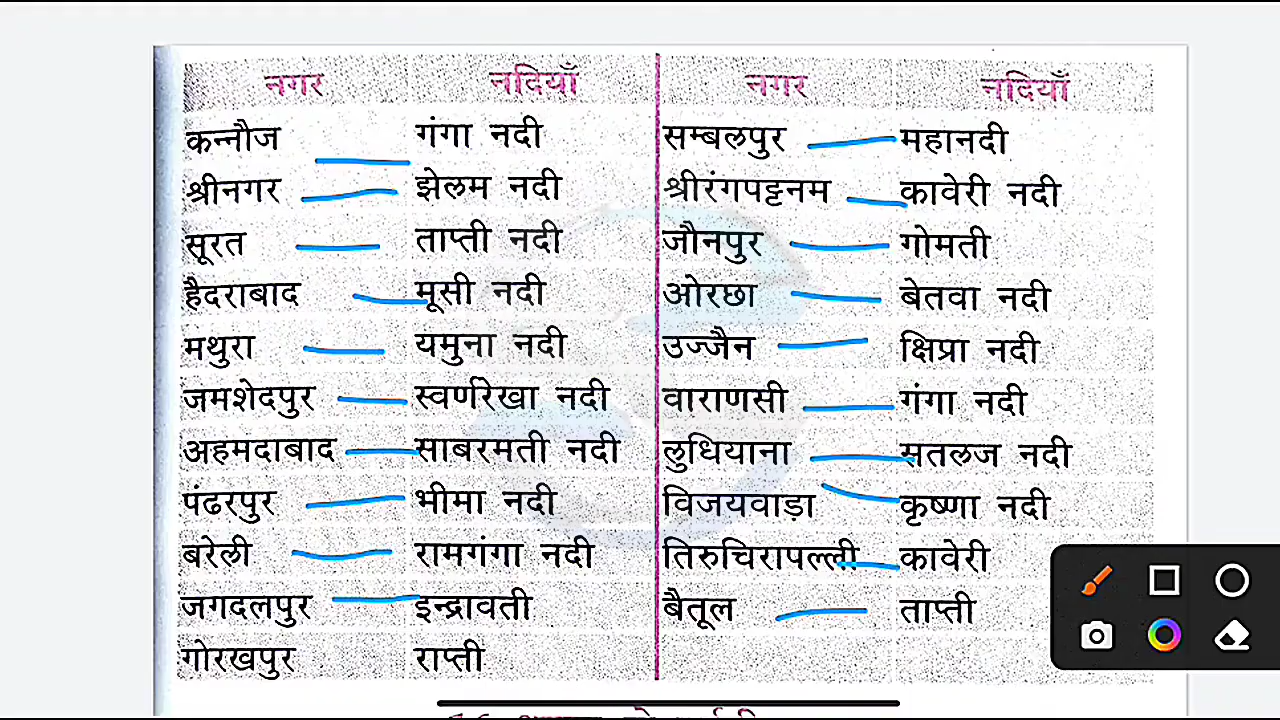 नगर नदियाँ नगर नदियाँ
कन्नौज गंगा नदी सम्बलपुर महानदी
श्रीनगर झेलम नदी श्रीरंगपट्टनम कावेरी नदी
सूरत ताप्ती नदी जौनपुर गोमती
हैदराबाद मूसी नदी ओरछा बेतवा नदी
मथुरा यमुना नदी उज्जैन क्षिप्रा नदी
जमशेदपुर स्वर्णरेखा नदी वाराणसी गंगा नदी
अहमदाबाद साबरमती नदी लुधियाना सतलज नदी
पंढरपुर भीमा नदी विजयवाड़ा कृष्णा नदी
बरेली रामगंगा नदी तिरुचिरापल्ली कावेरी
जगदलपुर इन्द्रावती बैतूल ताप्ती
गोरखपुर राप्ती